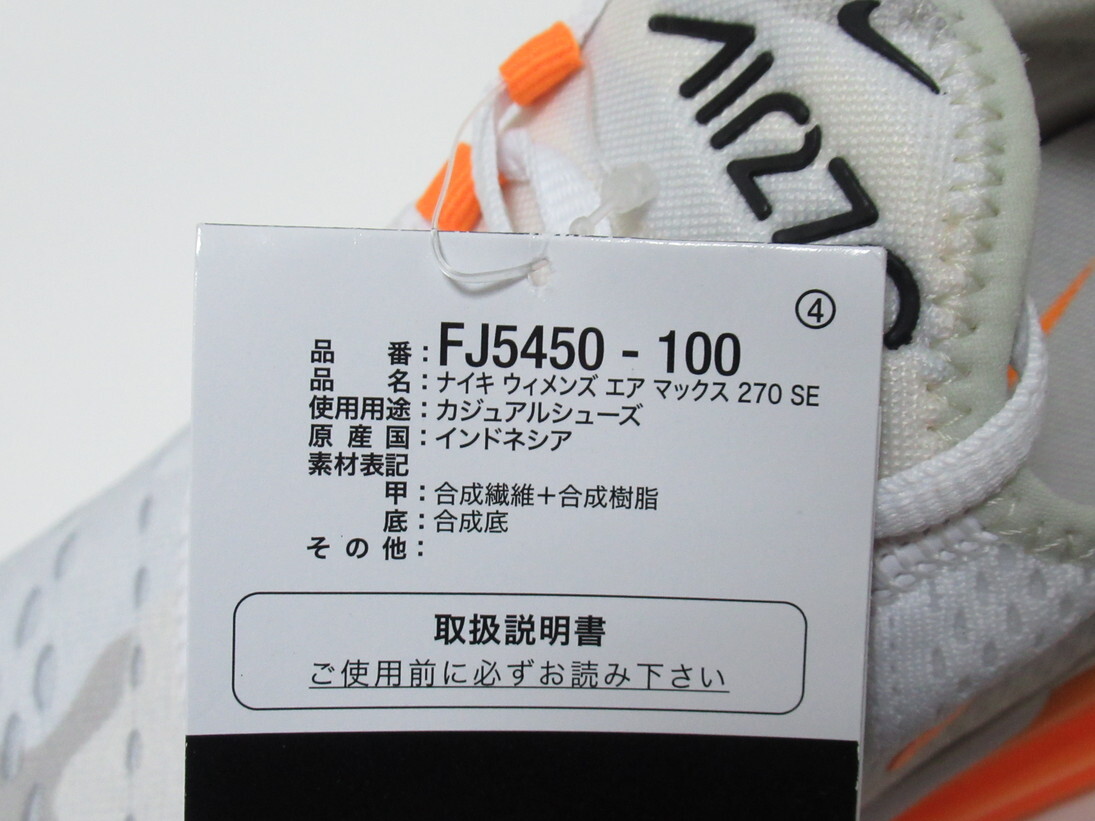 AIR270
④
品番：FJ5450 - 100
品名：ナイキ ウィメンズ エア マックス 270 SE
使用用途：カジュアルシューズ
原産国：インドネシア
素材表記
甲：合成繊維＋合成樹脂
底：合成底
その他：
取扱説明書
ご使用前に必ずお読み下さい